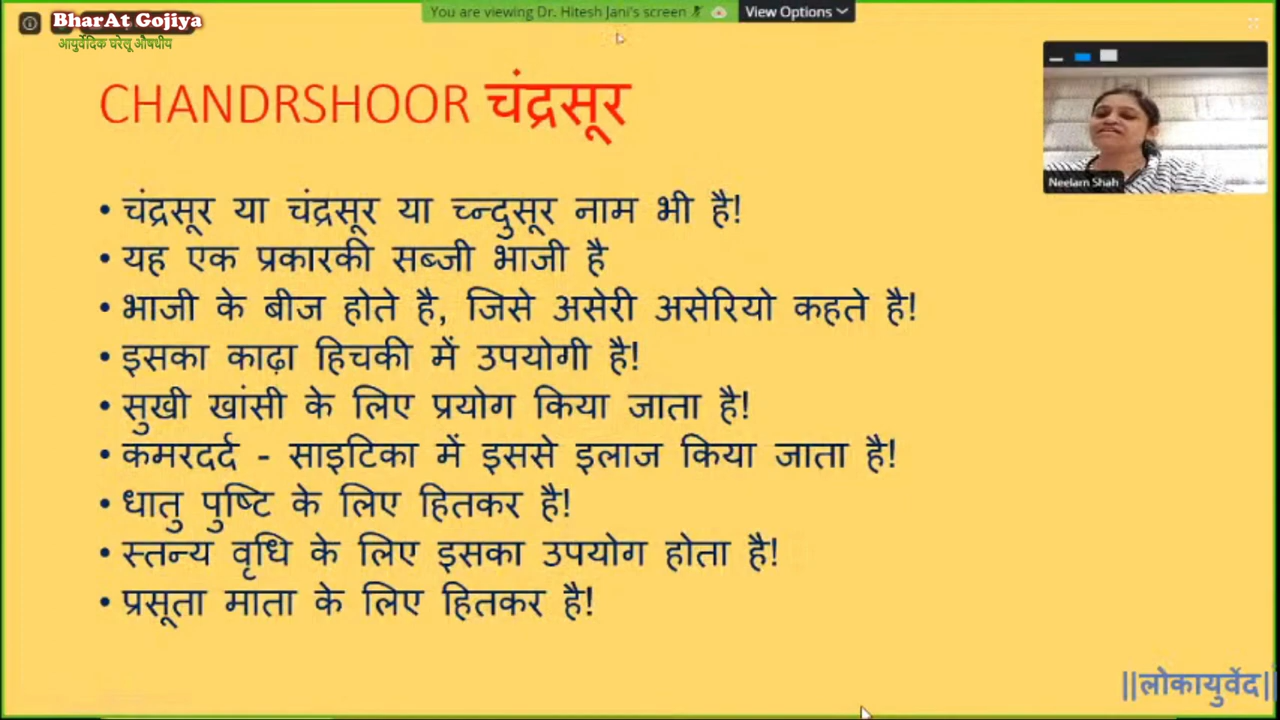 BharAt Gojiya
आयुर्वेदिक घरेलू औषधीय
You are viewing Dr. Hitesh Jani's screen
View Options
CHANDRSHOOR चंद्रसूर
Neelam Shah
• चंद्रसूर या चंद्रसूर या च्न्दुसूर नाम भी है!
• यह एक प्रकारकी सब्जी भाजी है
• भाजी के बीज होते है, जिसे असेरी असेरियो कहते है!
• इसका काढ़ा हिचकी में उपयोगी है!
• सुखी खांसी के लिए प्रयोग किया जाता है!
• कमरदर्द - साइटिका में इससे इलाज किया जाता है!
• धातु पुष्टि के लिए हितकर है!
• स्तन्य वृधि के लिए इसका उपयोग होता है!
• प्रसूता माता के लिए हितकर है!
||लोकायुर्वेद|